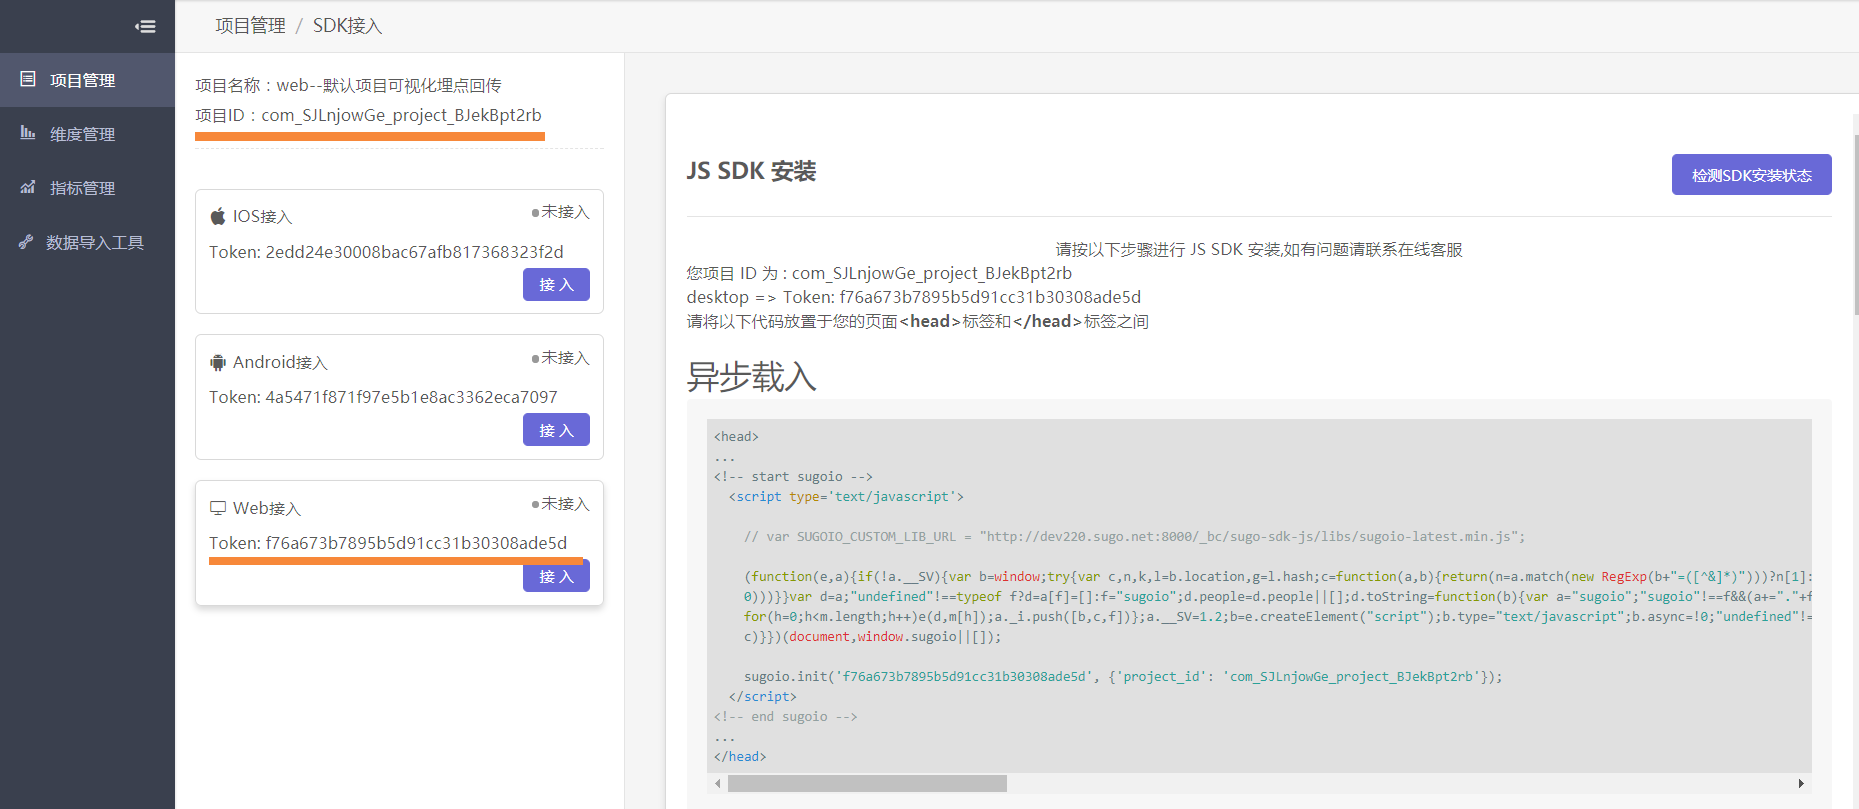 项目管理 / SDK接入
项目管理
维度管理
指标管理
数据导入工具
项目名称：web--默认项目可视化埋点回传
项目ID：com_SJLnjowGe_project_BJekBpt2rb
IOS接入
未接入
Token: 2edd24e30008bac67afb817368323f2d
接 入
Android接入
未接入
Token: 4a5471f871f97e5b1e8ac3362eca7097
接 入
Web接入
未接入
Token: f76a673b7895b5d91cc31b30308ade5d
接 入
JS SDK 安装
检测SDK安装状态
请按以下步骤进行 JS SDK 安装,如有问题请联系在线客服
您项目 ID 为 : com_SJLnjowGe_project_BJekBpt2rb
desktop => Token: f76a673b7895b5d91cc31b30308ade5d
请将以下代码放置于您的页面<head>标签和</head>标签之间
异步载入
<head>
...
<!-- start sugoio -->
<script type='text/javascript'>
// var SUGOIO_CUSTOM_LIB_URL = "http://dev220.sugo.net:8000/_bc/sugo-sdk-js/libs/sugoio-latest.min.js";
(function(e,a){if(!a.__SV){var b=window;try{var c,n,k,l=b.location,g=l.hash;c=function(a,b){return(n=a.match(new RegExp(b+"=([^&]*)")))?n[1]:
0)))}}var d=a;"undefined"!==typeof f?d=a[f]=[]:f="sugoio";d.people=d.people||[];d.toString=function(b){var a="sugoio";"sugoio"!==f&&(a+="."+f
for(h=0;h<m.length;h++)e(d,m[h]);a._i.push([b,c,f])};a.__SV=1.2;b=e.createElement("script");b.type="text/javascript";b.async=!0;"undefined"!=
c)}})(document,window.sugoio||[]);
sugoio.init('f76a673b7895b5d91cc31b30308ade5d', {'project_id': 'com_SJLnjowGe_project_BJekBpt2rb'});
</script>
<!-- end sugoio -->
...
</head>